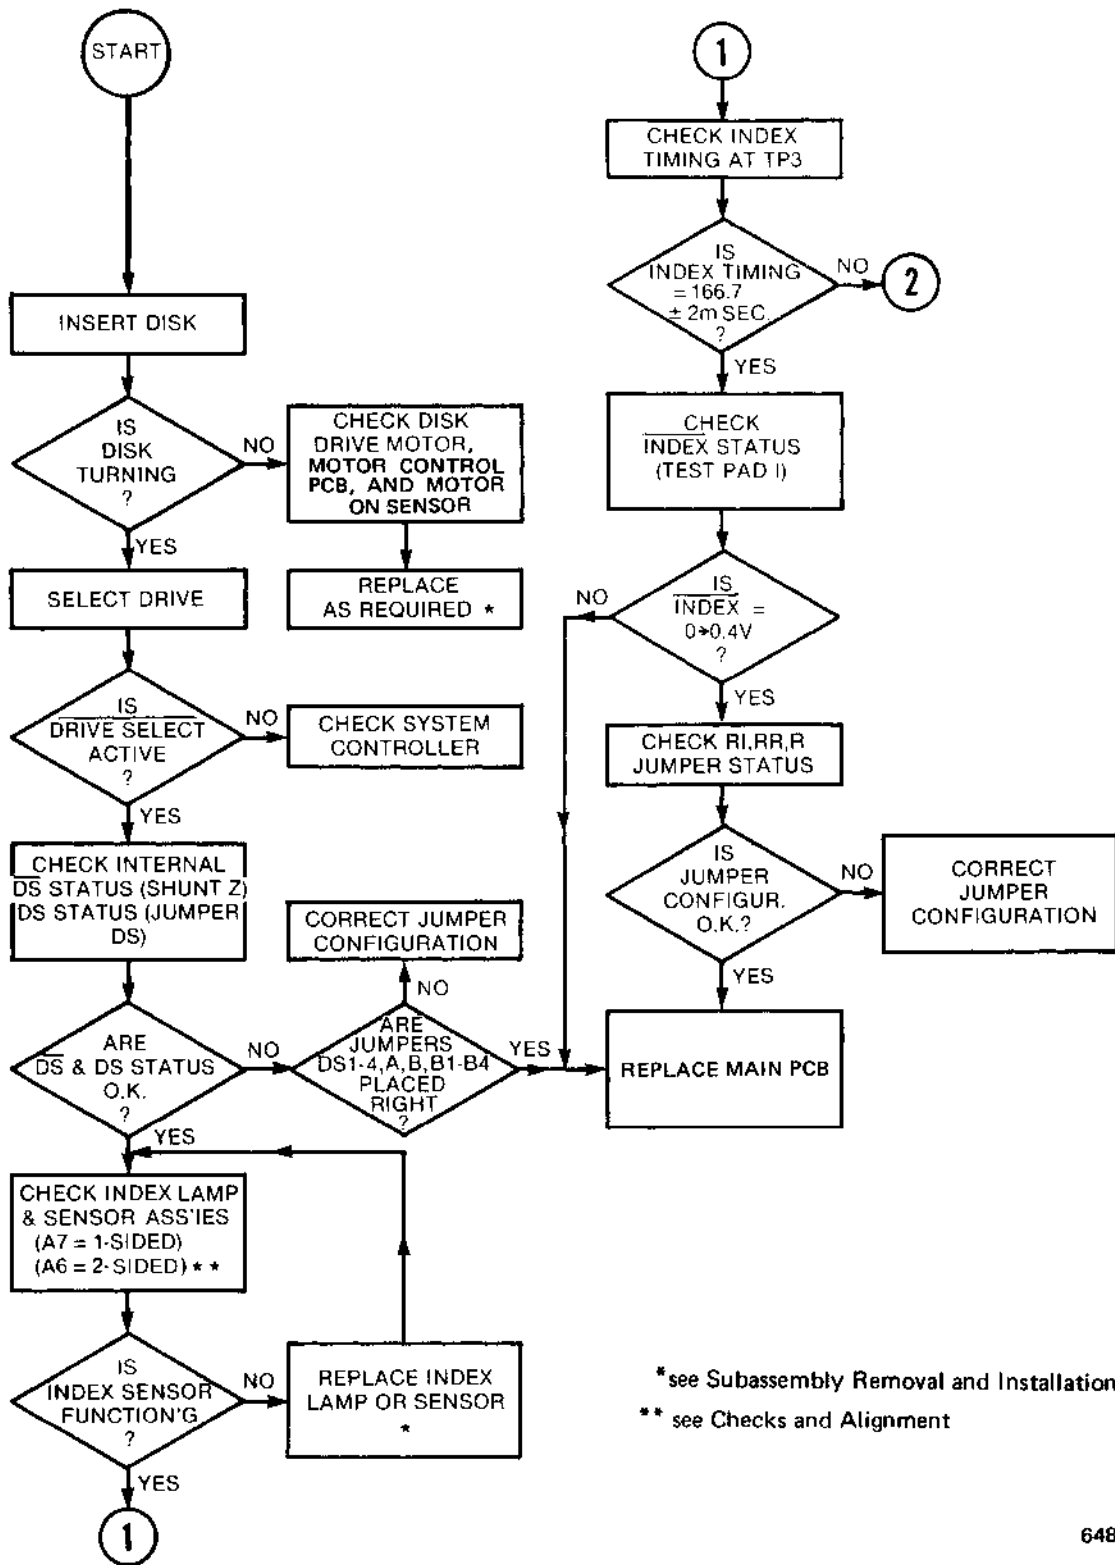 START
INSERT DISK
IS
DISK
TURNING
?
NO
CHECK DISK
DRIVE MOTOR,
MOTOR CONTROL
PCB, AND MOTOR
ON SENSOR
REPLACE
AS REQUIRED *
YES
SELECT DRIVE
IS
DRIVE SELECT
ACTIVE
?
NO
CHECK SYSTEM
CONTROLLER
YES
CHECK INTERNAL
DS STATUS (SHUNT Z)
DS STATUS (JUMPER
DS)
ARE
DS & DS STATUS
O.K.
?
NO
ARE
JUMPERS
DS1-4,A,B,B1-B4
PLACED
RIGHT
?
NO
CORRECT JUMPER
CONFIGURATION
YES
YES
CHECK INDEX LAMP
& SENSOR ASS'IES
(A7 = 1-SIDED)
(A6 = 2-SIDED) * *
IS
INDEX SENSOR
FUNCTION'G
?
NO
REPLACE INDEX
LAMP OR SENSOR
*
YES
1
1
CHECK INDEX
TIMING AT TP3
IS
INDEX TIMING
= 166.7
± 2m SEC.
?
NO
2
YES
CHECK
INDEX STATUS
(TEST PAD I)
IS
INDEX =
0→0.4V
?
NO
YES
CHECK RI,RR,R
JUMPER STATUS
IS
JUMPER
CONFIGUR.
O.K.?
NO
CORRECT
JUMPER
CONFIGURATION
YES
REPLACE MAIN PCB
*see Subassembly Removal and Installation
** see Checks and Alignment
648